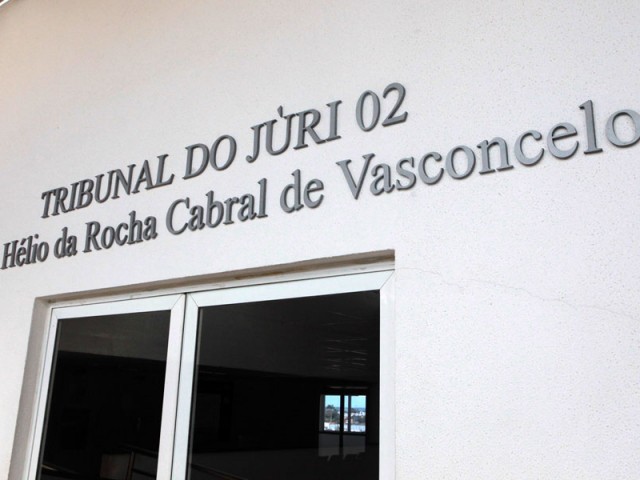 TRIBUNAL DO JÚRI 02
Hélio da Rocha Cabral de Vasconcelo